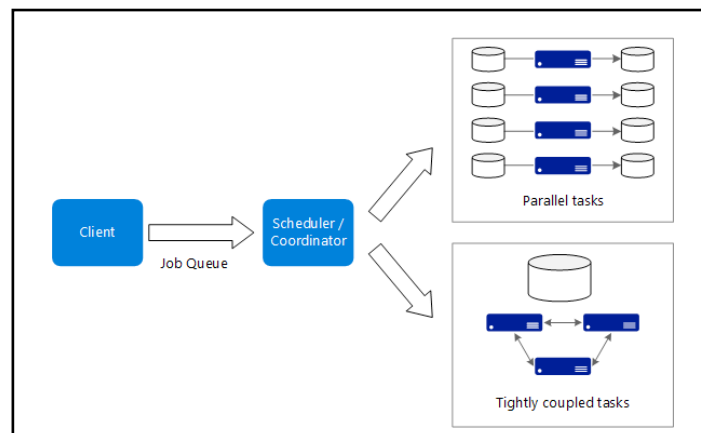 Client
Job Queue
Scheduler /
Coordinator
Parallel tasks
Tightly coupled tasks